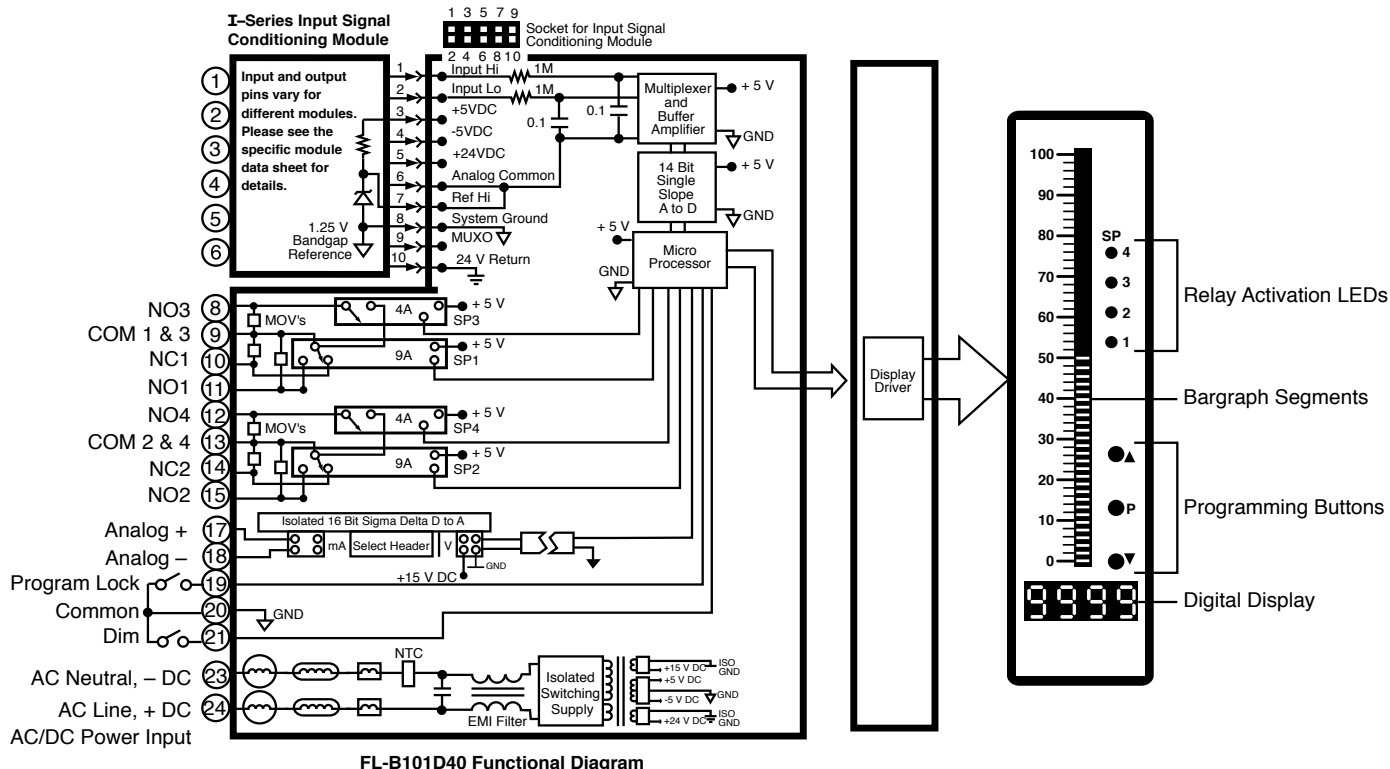 I-Series Input Signal
Conditioning Module
1 3 5 7 9
Socket for Input Signal
Conditioning Module
2 4 6 8 10
Input and output
pins vary for
different modules.
Please see the
specific module
data sheet for
details.
1.25 V
Bandgap
Reference
1
2
3
4
5
6
1
2
3
4
5
6
7
8
9
10
Input Hi
Input Lo
+5VDC
-5VDC
+24VDC
Analog Common
Ref Hi
System Ground
MUXO
24 V Return
1M
1M
0.1
0.1
Multiplexer
and
Buffer
Amplifier
+ 5 V
GND
14 Bit
Single
Slope
A to D
+ 5 V
GND
+ 5 V
GND
Micro
Processor
NO3
8
COM 1 & 3
9
NC1
10
NO1
11
MOV's
4A
+ 5 V
SP3
9A
+ 5 V
SP1
NO4
12
COM 2 & 4
13
NC2
14
NO2
15
MOV's
4A
+ 5 V
SP4
9A
+ 5 V
SP2
Analog +
17
Analog –
18
Isolated 16 Bit Sigma Delta D to A
mA
Select Header
V
GND
+15 V DC
Program Lock
19
Common
20
GND
Dim
21
AC Neutral, – DC
23
AC Line, + DC
24
AC/DC Power Input
NTC
EMI Filter
Isolated
Switching
Supply
+15 V DC
ISO
GND
+5 V DC
GND
-5 V DC
+24 V DC
ISO
GND
Display
Driver
100
90
80
70
60
50
40
30
20
10
0
SP
4
3
2
1
P
9999
Relay Activation LEDs
Bargraph Segments
Programming Buttons
Digital Display
FL-B101D40 Functional Diagram